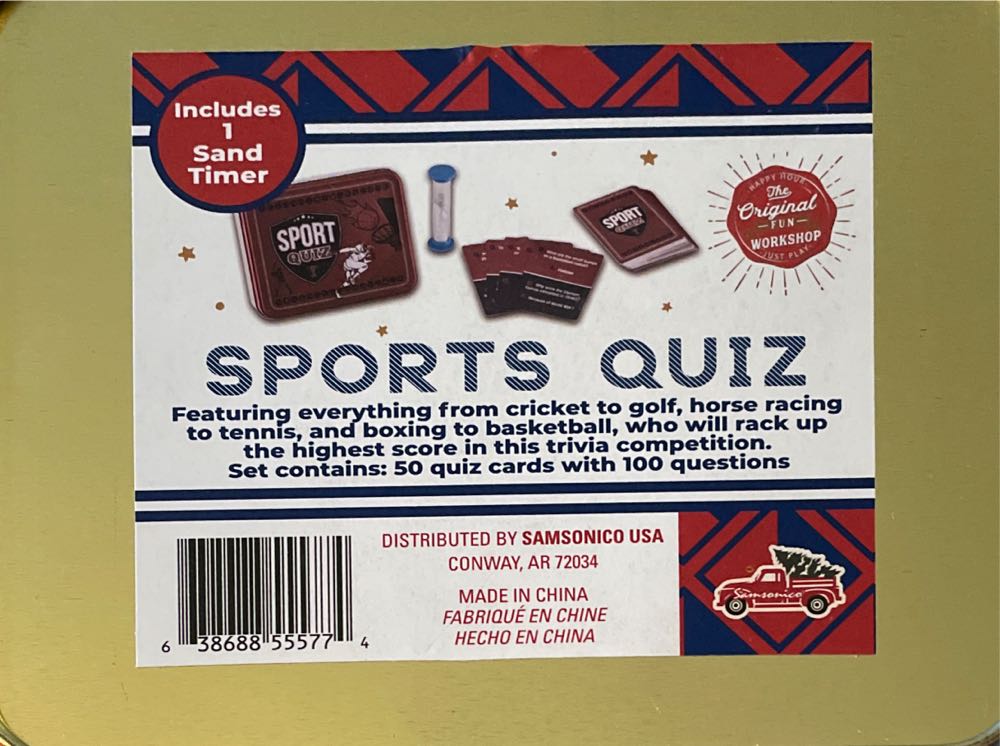 Includes
1
Sand
Timer
SPORT
QUIZ
SPORT
QUIZ
HAPPY HOUR
The
Original
FUN
WORKSHOP
JUST PLAY
SPORTS QUIZ
Featuring everything from cricket to golf, horse racing
to tennis, and boxing to basketball, who will rack up
the highest score in this trivia competition.
Set contains: 50 quiz cards with 100 questions
DISTRIBUTED BY SAMSONICO USA
CONWAY, AR 72034
MADE IN CHINA
FABRIQUÉ EN CHINE
HECHO EN CHINA
Samsonico
6 38688 55577 4